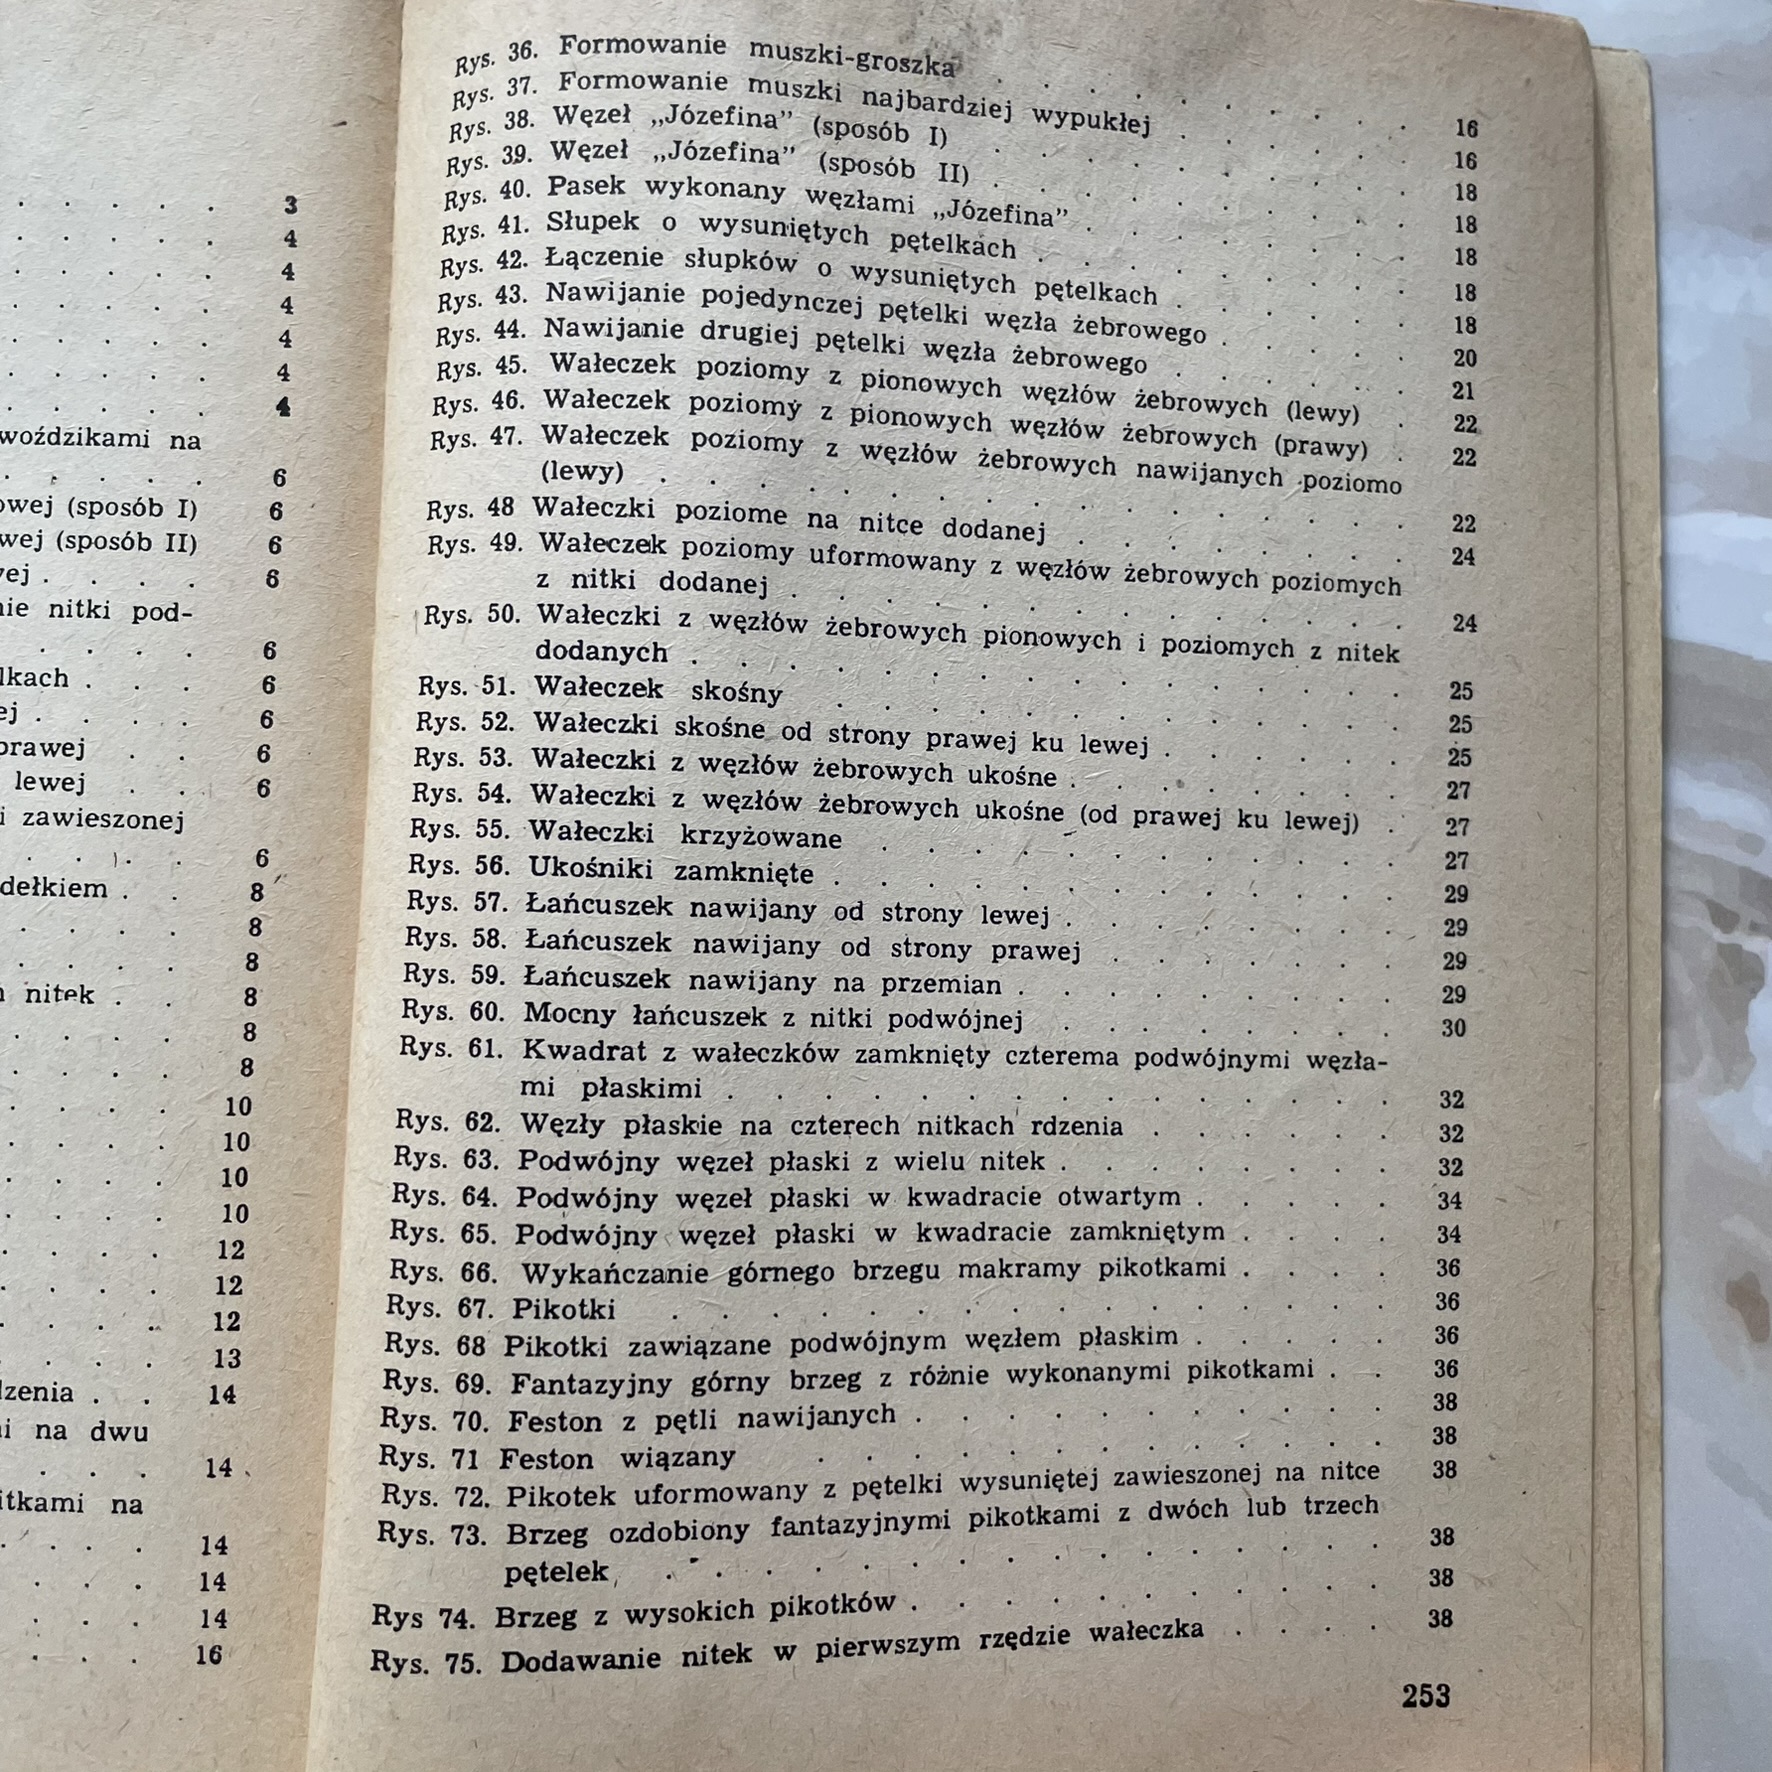 3
4
4
4
4
4
4
woździkami na
6
owej (sposób I) 6
wej (sposób II) 6
ej . . . . 6
nie nitki pod-
6
lkach . . . 6
ej . . . . 6
prawej . . 6
lewej . . 6
i zawieszonej
6
dełkiem . . 8
8
8
nitek . . 8
8
8
10
10
10
10
12
12
12
13
dzenia . . 14
i na dwu
14
itkami na
14
14
14
16
Rys. 36. Formowanie muszki-groszka . . . 16
Rys. 37. Formowanie muszki najbardziej wypukłej . . . 16
Rys. 38. Węzeł „Józefina” (sposób I) . . . 18
Rys. 39. Węzeł „Józefina” (sposób II) . . . 18
Rys. 40. Pasek wykonany węzłami „Józefina” . . . 18
Rys. 41. Słupek o wysuniętych pętelkach . . . 18
Rys. 42. Łączenie słupków o wysuniętych pętelkach . . . 18
Rys. 43. Nawijanie pojedynczej pętelki węzła żebrowego . . . 20
Rys. 44. Nawijanie drugiej pętelki węzła żebrowego . . . 21
Rys. 45. Wałeczek poziomy z pionowych węzłów żebrowych (lewy) . 22
Rys. 46. Wałeczek poziomy z pionowych węzłów żebrowych (prawy) . 22
Rys. 47. Wałeczek poziomy z węzłów żebrowych nawijanych poziomo
(lewy) . . . 22
Rys. 48 Wałeczki poziome na nitce dodanej . . . 24
Rys. 49. Wałeczek poziomy uformowany z węzłów żebrowych poziomych
z nitki dodanej . . . 24
Rys. 50. Wałeczki z węzłów żebrowych pionowych i poziomych z nitek
dodanych . . . 25
Rys. 51. Wałeczek skośny . . . 25
Rys. 52. Wałeczki skośne od strony prawej ku lewej . . . 25
Rys. 53. Wałeczki z węzłów żebrowych ukośne . . . 27
Rys. 54. Wałeczki z węzłów żebrowych ukośne (od prawej ku lewej) . 27
Rys. 55. Wałeczki krzyżowane . . . 27
Rys. 56. Ukośniki zamknięte . . . 29
Rys. 57. Łańcuszek nawijany od strony lewej . . . 29
Rys. 58. Łańcuszek nawijany od strony prawej . . . 29
Rys. 59. Łańcuszek nawijany na przemian . . . 29
Rys. 60. Mocny łańcuszek z nitki podwójnej . . . 30
Rys. 61. Kwadrat z wałeczków zamknięty czterema podwójnymi węzła-
mi płaskimi . . . 32
Rys. 62. Węzły płaskie na czterech nitkach rdzenia . . . 32
Rys. 63. Podwójny węzeł płaski z wielu nitek . . . 32
Rys. 64. Podwójny węzeł płaski w kwadracie otwartym . . . 34
Rys. 65. Podwójny węzeł płaski w kwadracie zamkniętym . . . . 34
Rys. 66. Wykańczanie górnego brzegu makramy pikotkami . . . . 36
Rys. 67. Pikotki . . . 36
Rys. 68 Pikotki zawiązane podwójnym węzłem płaskim . . . 36
Rys. 69. Fantazyjny górny brzeg z różnie wykonanymi pikotkami . . 36
Rys. 70. Feston z pętli nawijanych . . . 38
Rys. 71 Feston wiązany . . . 38
Rys. 72. Pikotek uformowany z pętelki wysuniętej zawieszonej na nitce 38
Rys. 73. Brzeg ozdobiony fantazyjnymi pikotkami z dwóch lub trzech
pętelek . . . 38
Rys 74. Brzeg z wysokich pikotków . . . 38
Rys. 75. Dodawanie nitek w pierwszym rzędzie wałeczka . . . . 38
253